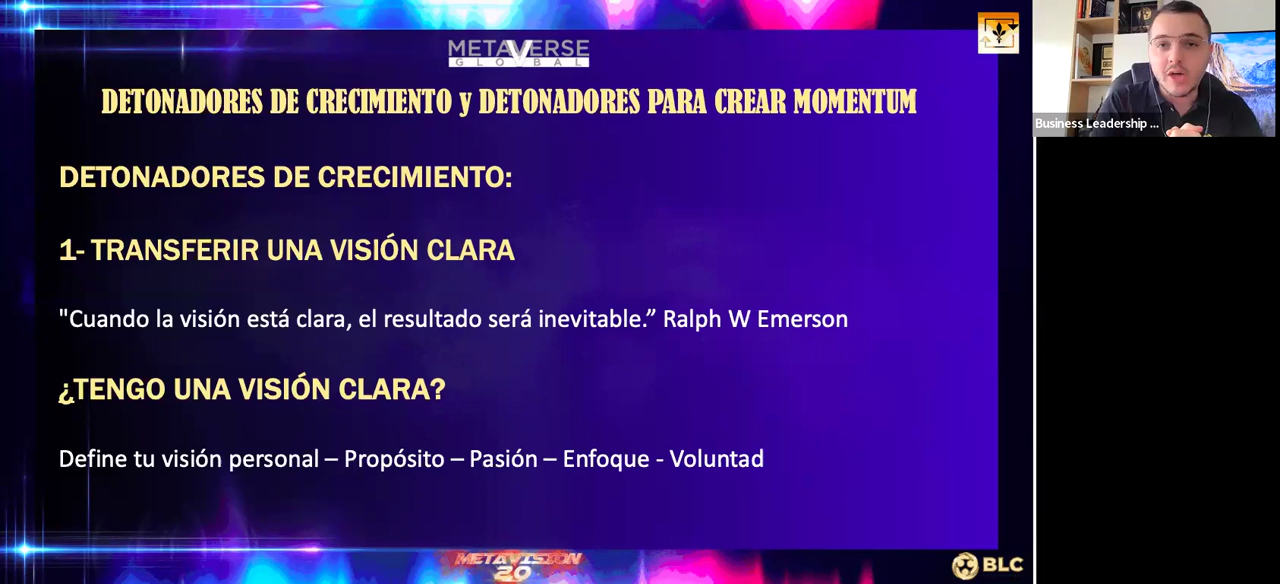 METAVERSE
GLOBAL
DETONADORES DE CRECIMIENTO y DETONADORES PARA CREAR MOMENTUM
DETONADORES DE CRECIMIENTO:
1- TRANSFERIR UNA VISIÓN CLARA
"Cuando la visión está clara, el resultado será inevitable.” Ralph W Emerson
¿TENGO UNA VISIÓN CLARA?
Define tu visión personal – Propósito – Pasión – Enfoque - Voluntad
METAVISION
2.0
BLC
Business Leadership ...